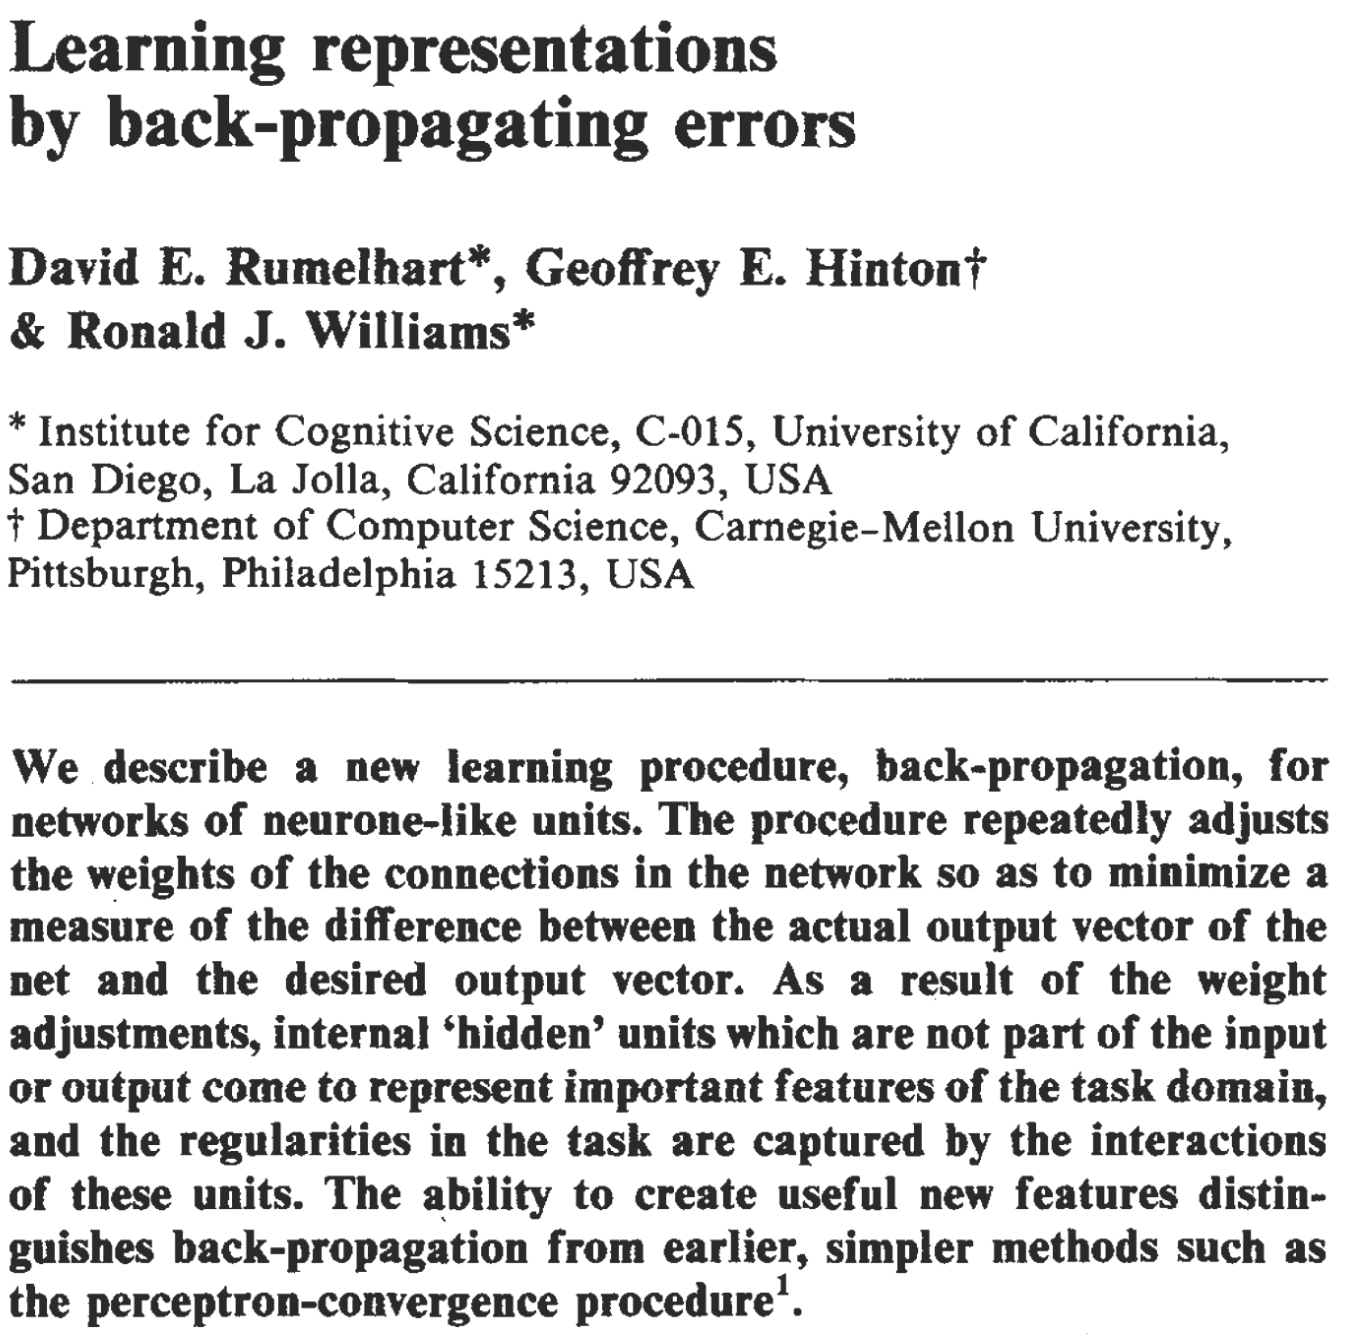 Learning representations
by back-propagating errors
David E. Rumelhart*, Geoffrey E. Hinton†
& Ronald J. Williams*
* Institute for Cognitive Science, C-015, University of California,
San Diego, La Jolla, California 92093, USA
† Department of Computer Science, Carnegie–Mellon University,
Pittsburgh, Philadelphia 15213, USA
We describe a new learning procedure, back-propagation, for
networks of neurone-like units. The procedure repeatedly adjusts
the weights of the connections in the network so as to minimize a
measure of the difference between the actual output vector of the
net and the desired output vector. As a result of the weight
adjustments, internal ‘hidden’ units which are not part of the input
or output come to represent important features of the task domain,
and the regularities in the task are captured by the interactions
of these units. The ability to create useful new features distin-
guishes back-propagation from earlier, simpler methods such as
the perceptron-convergence procedure¹.